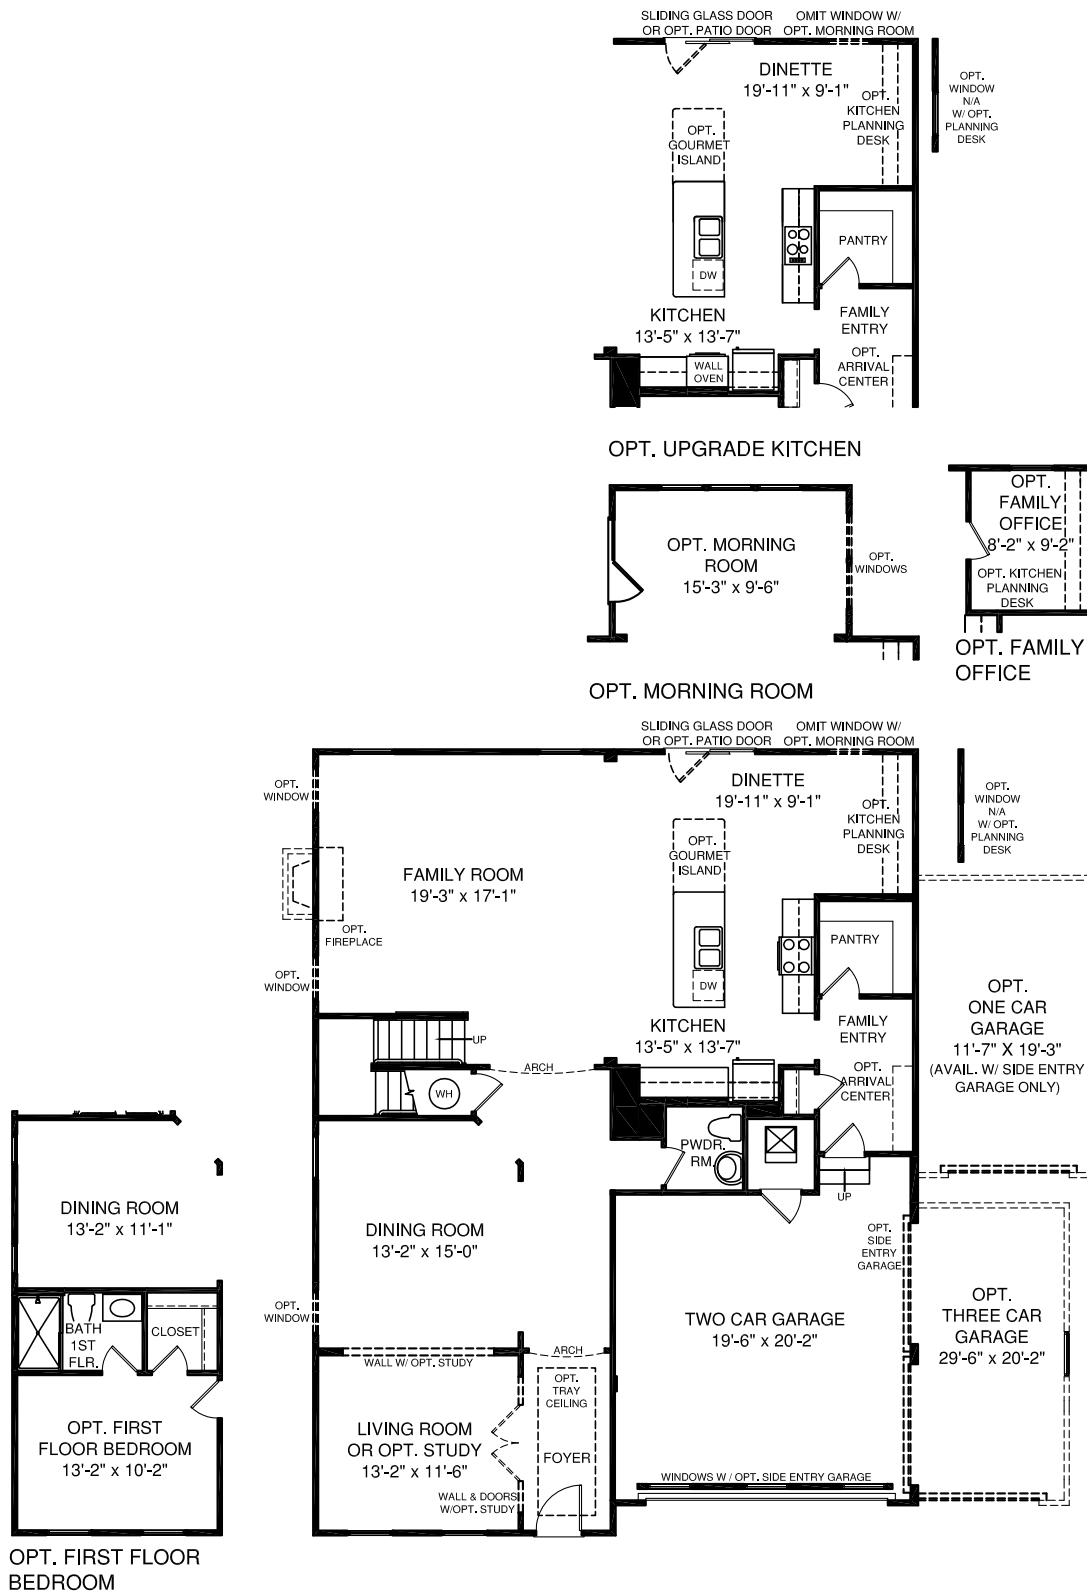 SLIDING GLASS DOOR
OR OPT. PATIO DOOR
OMIT WINDOW W/
OPT. MORNING ROOM
DINETTE
19'-11" x 9'-1"
OPT.
KITCHEN
PLANNING
DESK
OPT.
WINDOW
N/A
W/ OPT.
PLANNING
DESK
OPT.
GOURMET
ISLAND
DW
PANTRY
KITCHEN
13'-5" x 13'-7"
FAMILY
ENTRY
WALL
OVEN
OPT.
ARRIVAL
CENTER
OPT. UPGRADE KITCHEN
OPT. MORNING
ROOM
15'-3" x 9'-6"
OPT.
WINDOWS
OPT. MORNING ROOM
OPT.
FAMILY
OFFICE
8'-2" x 9'-2"
OPT. KITCHEN
PLANNING
DESK
OPT. FAMILY
OFFICE
SLIDING GLASS DOOR
OR OPT. PATIO DOOR
OMIT WINDOW W/
OPT. MORNING ROOM
OPT.
WINDOW
DINETTE
19'-11" x 9'-1"
OPT.
KITCHEN
PLANNING
DESK
OPT.
WINDOW
N/A
W/ OPT.
PLANNING
DESK
FAMILY ROOM
19'-3" x 17'-1"
OPT.
GOURMET
ISLAND
OPT.
FIREPLACE
OPT.
WINDOW
DW
PANTRY
UP
KITCHEN
13'-5" x 13'-7"
FAMILY
ENTRY
OPT.
ONE CAR
GARAGE
11'-7" X 19'-3"
(AVAIL. W/ SIDE ENTRY
GARAGE ONLY)
ARCH
WH
OPT.
ARRIVAL
CENTER
PWDR.
RM.
UP
DINING ROOM
13'-2" x 11'-1"
DINING ROOM
13'-2" x 15'-0"
OPT.
SIDE
ENTRY
GARAGE
OPT.
WINDOW
BATH
1ST
FLR.
CLOSET
TWO CAR GARAGE
19'-6" x 20'-2"
OPT.
THREE CAR
GARAGE
29'-6" x 20'-2"
WALL W/ OPT. STUDY
ARCH
OPT.
TRAY
CEILING
OPT. FIRST
FLOOR BEDROOM
13'-2" x 10'-2"
LIVING ROOM
OR OPT. STUDY
13'-2" x 11'-6"
FOYER
WALL & DOORS
W/OPT. STUDY
WINDOWS W / OPT. SIDE ENTRY GARAGE
OPT. FIRST FLOOR
BEDROOM